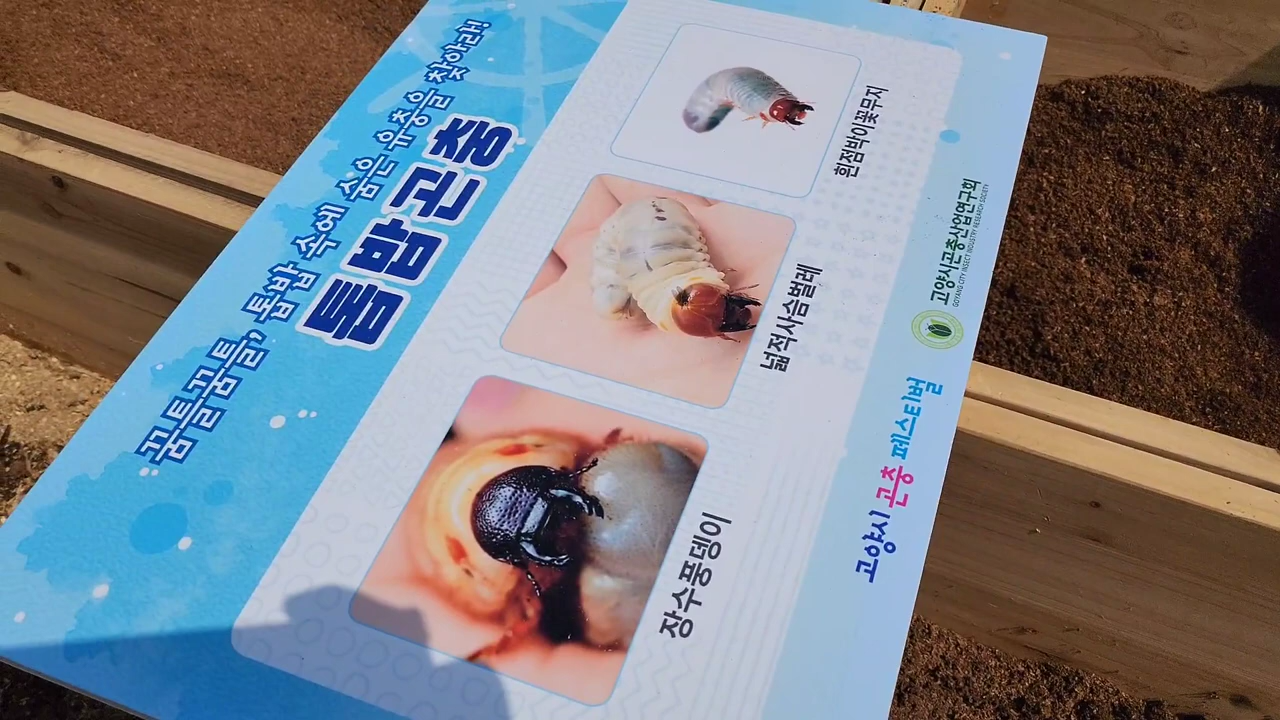 꿈틀꿈틀, 톱밥 속에 숨은 유충을 찾아라!
톱밥곤충
장수풍뎅이
넓적사슴벌레
흰점박이꽃무지
고양시 곤충 페스티벌
고양시곤충산업연구회
GOYANG CITY INSECT INDUSTRY RESEARCH SOCIETY